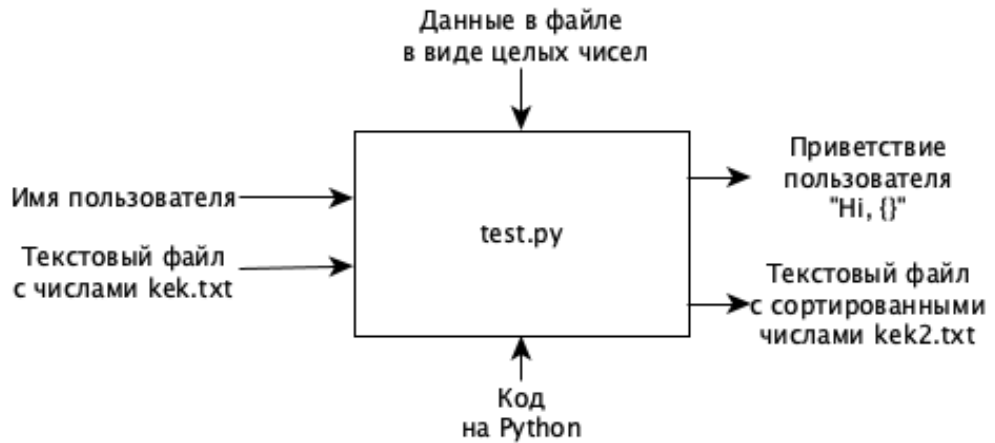 Данные в файле
в виде целых чисел
Имя пользователя
Текстовый файл
с числами kek.txt
test.py
Приветствие
пользователя
"Hi, {}"
Текстовый файл
с сортированными
числами kek2.txt
Код
на Python